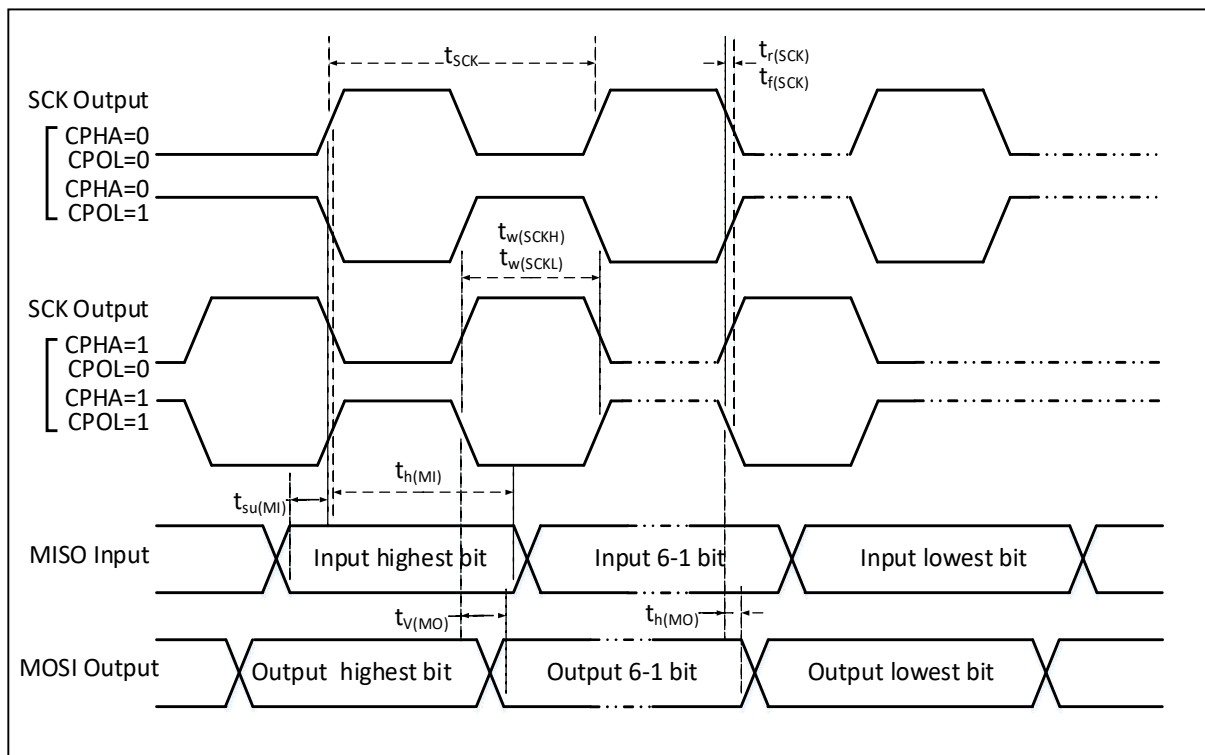 tSCK
tr(SCK)
tf(SCK)
SCK Output
CPHA=0
CPOL=0
CPHA=0
CPOL=1
tw(SCKH)
tw(SCKL)
SCK Output
CPHA=1
CPOL=0
CPHA=1
CPOL=1
th(MI)
tsu(MI)
MISO Input
Input highest bit
Input 6-1 bit
Input lowest bit
tV(MO)
th(MO)
MOSI Output
Output highest bit
Output 6-1 bit
Output lowest bit